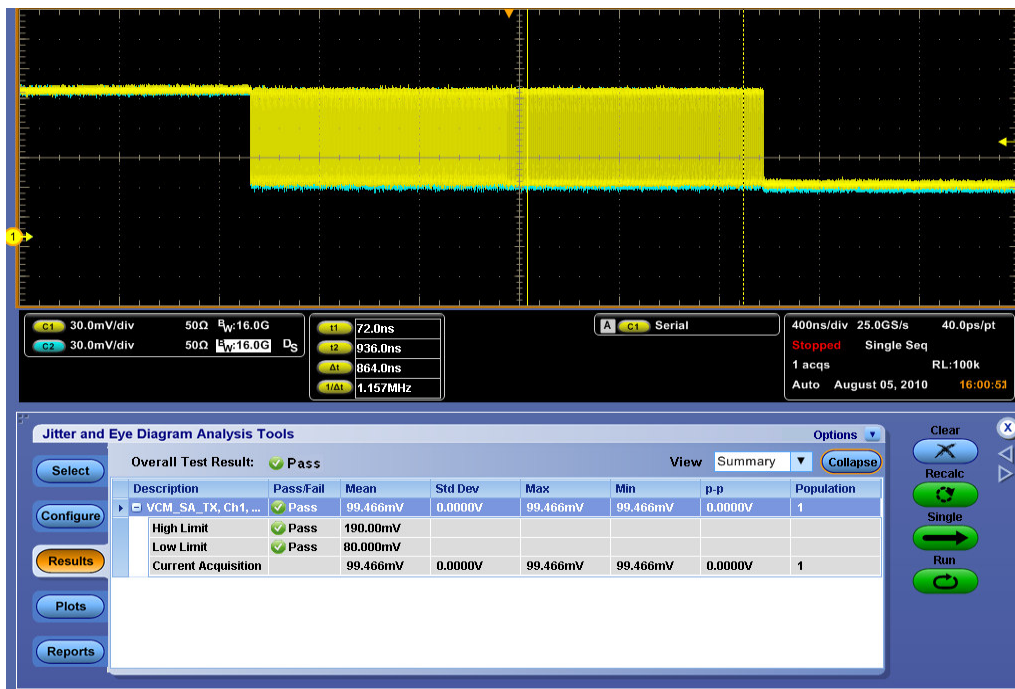 1
C1 30.0mV/div 50Ω BW:16.0G
C2 30.0mV/div 50Ω BW:16.0G DS
t1 72.0ns
t2 936.0ns
Δt 864.0ns
1/Δt 1.157MHz
A C1 Serial
400ns/div 25.0GS/s 40.0ps/pt
Stopped Single Seq
1 acqs RL:100k
Auto August 05, 2010 16:00:53
Jitter and Eye Diagram Analysis Tools
Options
Clear
X
Select
Overall Test Result: Pass
View Summary
Collapse
Recalc
Description Pass/Fail Mean Std Dev Max Min p-p Population
VCM_SA_TX, Ch1, ... Pass 99.466mV 0.0000V 99.466mV 99.466mV 0.0000V 1
Configure
Single
High Limit Pass 190.00mV
Low Limit Pass 80.000mV
Results
Run
Current Acquisition 99.466mV 0.0000V 99.466mV 99.466mV 0.0000V 1
Plots
Reports